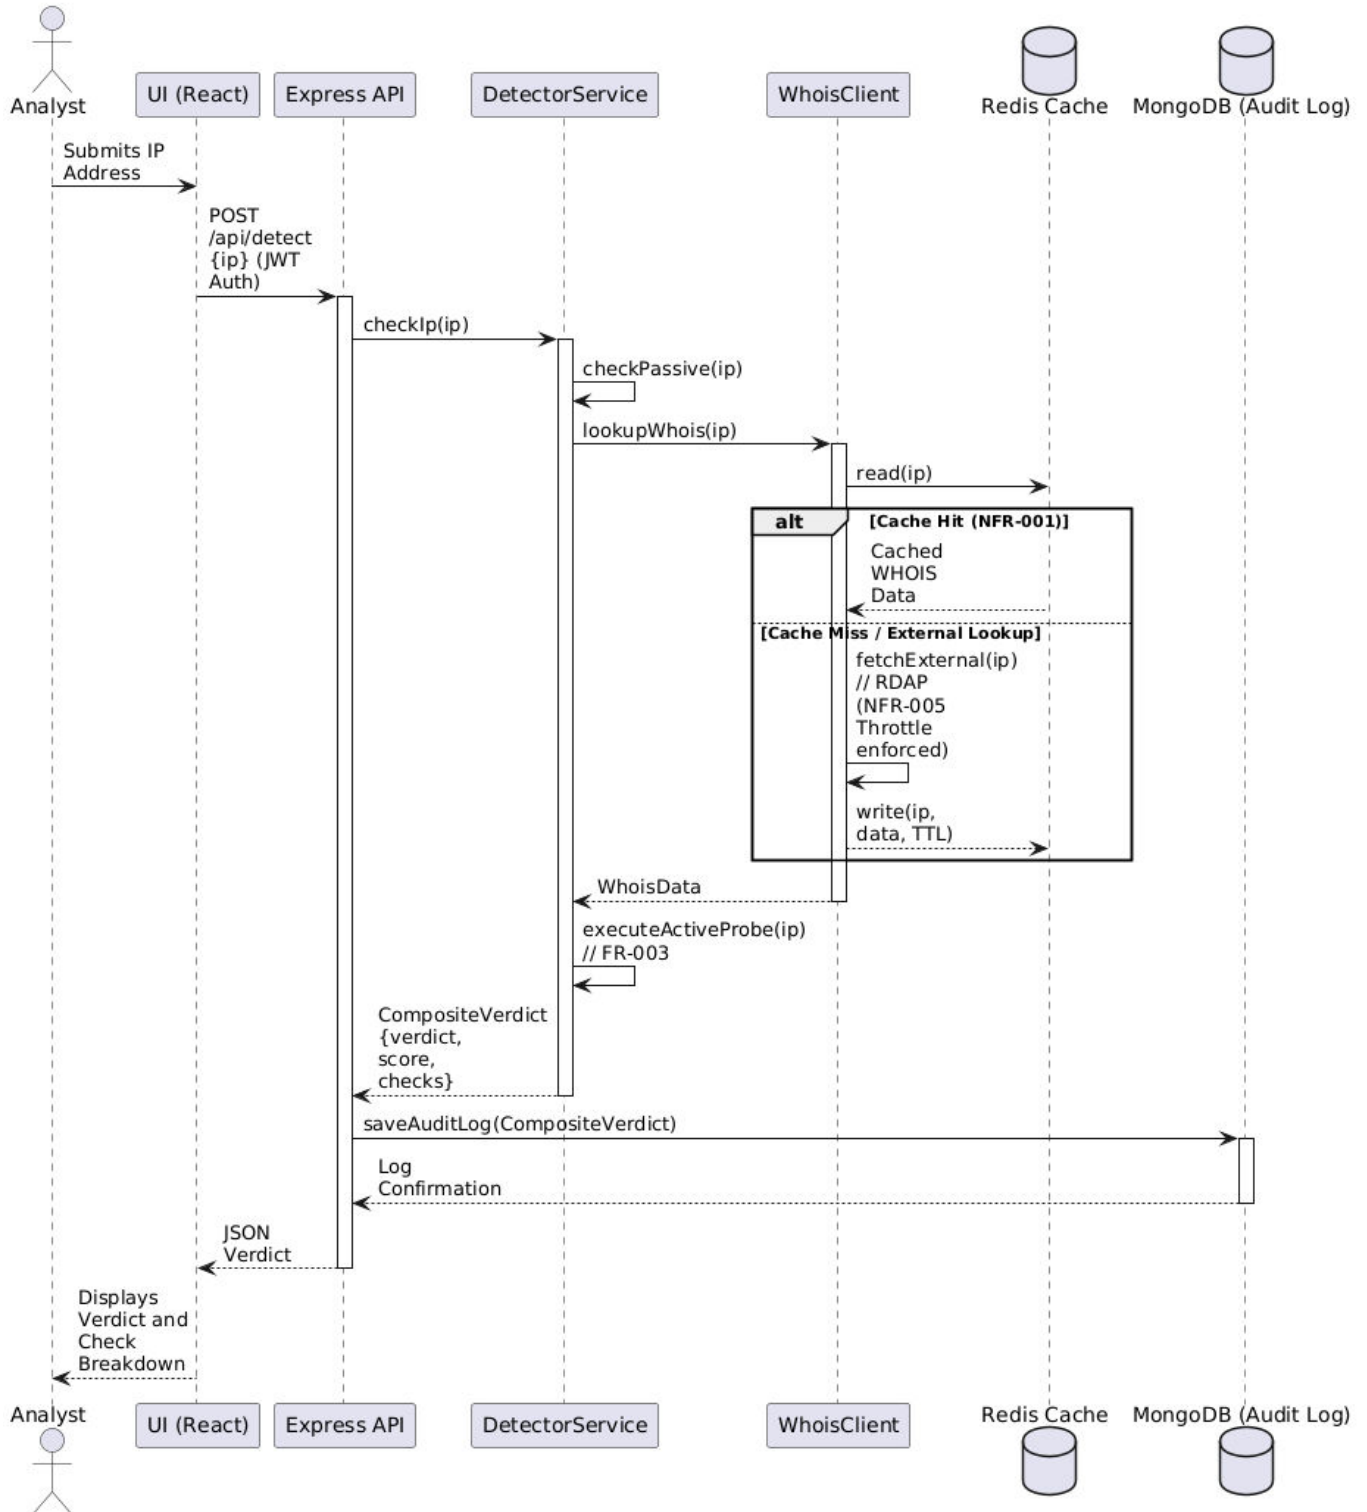 Analyst
UI (React)
Express API
DetectorService
WhoisClient
Redis Cache
MongoDB (Audit Log)
Submits IP
Address
POST
/api/detect
{ip} (JWT
Auth)
checkIp(ip)
checkPassive(ip)
lookupWhois(ip)
read(ip)
alt
[Cache Hit (NFR-001)]
Cached
WHOIS
Data
[Cache Miss / External Lookup]
fetchExternal(ip)
// RDAP
(NFR-005
Throttle
enforced)
write(ip,
data, TTL)
WhoisData
executeActiveProbe(ip)
// FR-003
CompositeVerdict
{verdict,
score,
checks}
saveAuditLog(CompositeVerdict)
Log
Confirmation
JSON
Verdict
Displays
Verdict and
Check
Breakdown
Analyst
UI (React)
Express API
DetectorService
WhoisClient
Redis Cache
MongoDB (Audit Log)